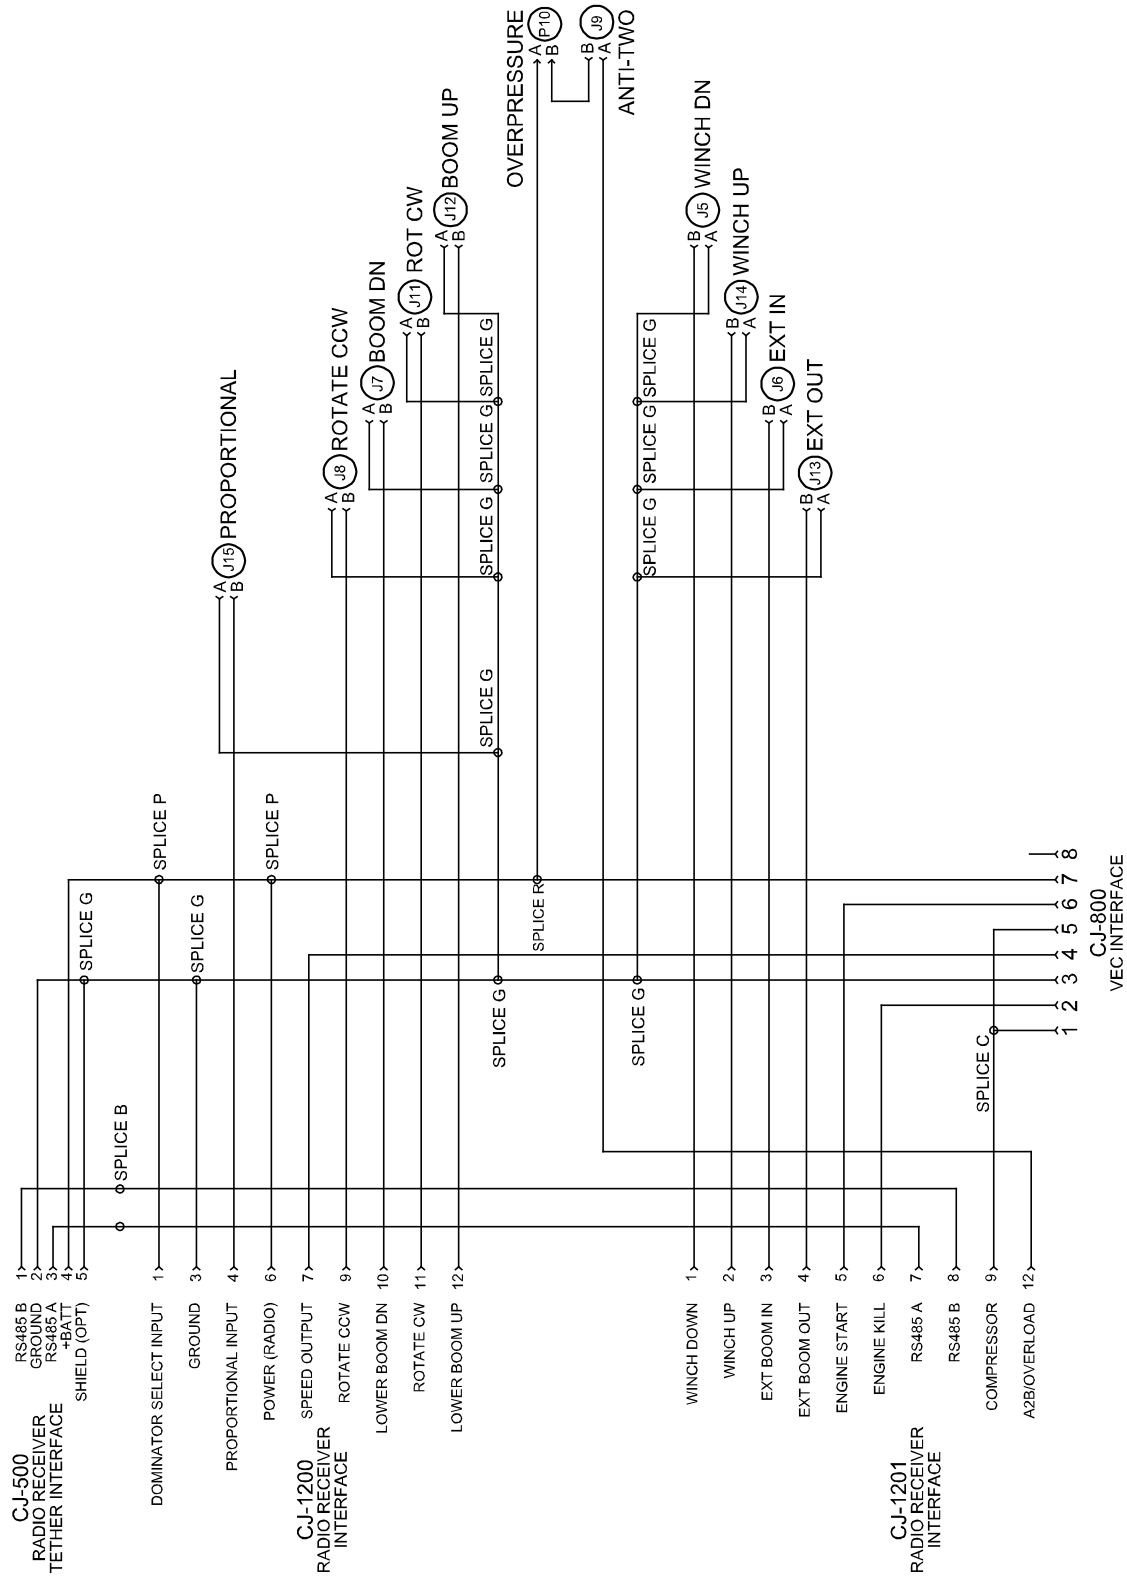 CJ-500
RADIO RECEIVER
TETHER INTERFACE
RS485 B 1
GROUND 2
RS485 A 3
+BATT 4
SHIELD (OPT) 5
CJ-1200
RADIO RECEIVER
INTERFACE
DOMINATOR SELECT INPUT 1
GROUND 3
PROPORTIONAL INPUT 4
POWER (RADIO) 6
SPEED OUTPUT 7
ROTATE CCW 9
LOWER BOOM DN 10
ROTATE CW 11
LOWER BOOM UP 12
CJ-1201
RADIO RECEIVER
INTERFACE
WINCH DOWN 1
WINCH UP 2
EXT BOOM IN 3
EXT BOOM OUT 4
ENGINE START 5
ENGINE KILL 6
RS485 A 7
RS485 B 8
COMPRESSOR 9
A2B/OVERLOAD 12
SPLICE B
SPLICE G
SPLICE G
SPLICE P
SPLICE P
SPLICE G
SPLICE G
SPLICE R
SPLICE C
1
2
3
4
5
6
7
8
CJ-800
VEC INTERFACE
SPLICE G
SPLICE G
SPLICE G
SPLICE G
SPLICE G
SPLICE G
SPLICE G
A
B
J15 PROPORTIONAL
A
B
J8 ROTATE CCW
A
B
J7 BOOM DN
A
B
J11 ROT CW
A
B
J12 BOOM UP
OVERPRESSURE
A
B
P10
B
A
J9
ANTI-TWO
B
A
J5 WINCH DN
B
A
J14 WINCH UP
B
A
J6 EXT IN
B
A
J13 EXT OUT